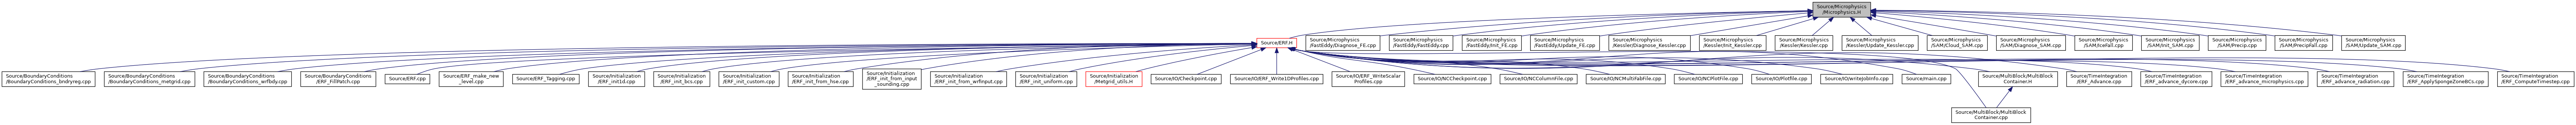 Source/Microphysics
/Microphysics.H
Source/ERF.H
Source/Microphysics
/FastEddy/Diagnose_FE.cpp
Source/Microphysics
/FastEddy/FastEddy.cpp
Source/Microphysics
/FastEddy/Init_FE.cpp
Source/Microphysics
/FastEddy/Update_FE.cpp
Source/Microphysics
/Kessler/Diagnose_Kessler.cpp
Source/Microphysics
/Kessler/Init_Kessler.cpp
Source/Microphysics
/Kessler/Kessler.cpp
Source/Microphysics
/Kessler/Update_Kessler.cpp
Source/Microphysics
/SAM/Cloud_SAM.cpp
Source/Microphysics
/SAM/Diagnose_SAM.cpp
Source/Microphysics
/SAM/IceFall.cpp
Source/Microphysics
/SAM/Init_SAM.cpp
Source/Microphysics
/SAM/Precip.cpp
Source/Microphysics
/SAM/PrecipFall.cpp
Source/Microphysics
/SAM/Update_SAM.cpp
Source/BoundaryConditions
/BoundaryConditions_bndryreg.cpp
Source/BoundaryConditions
/BoundaryConditions_metgrid.cpp
Source/BoundaryConditions
/BoundaryConditions_wrfbdy.cpp
Source/BoundaryConditions
/ERF_FillPatch.cpp
Source/ERF.cpp
Source/ERF_make_new
_level.cpp
Source/ERF_Tagging.cpp
Source/Initialization
/ERF_init1d.cpp
Source/Initialization
/ERF_init_bcs.cpp
Source/Initialization
/ERF_init_custom.cpp
Source/Initialization
/ERF_init_from_hse.cpp
Source/Initialization
/ERF_init_from_input
_sounding.cpp
Source/Initialization
/ERF_init_from_wrfinput.cpp
Source/Initialization
/ERF_init_uniform.cpp
Source/Initialization
/Metgrid_utils.H
Source/IO/Checkpoint.cpp
Source/IO/ERF_Write1DProfiles.cpp
Source/IO/ERF_WriteScalar
Profiles.cpp
Source/IO/NCCheckpoint.cpp
Source/IO/NCColumnFile.cpp
Source/IO/NCMultiFabFile.cpp
Source/IO/NCPlotFile.cpp
Source/IO/Plotfile.cpp
Source/IO/writeJobInfo.cpp
Source/main.cpp
Source/MultiBlock/MultiBlock
Container.H
Source/TimeIntegration
/ERF_Advance.cpp
Source/TimeIntegration
/ERF_advance_dycore.cpp
Source/TimeIntegration
/ERF_advance_microphysics.cpp
Source/TimeIntegration
/ERF_advance_radiation.cpp
Source/TimeIntegration
/ERF_ApplySpongeZoneBCs.cpp
Source/TimeIntegration
/ERF_ComputeTimestep.cpp
Source/MultiBlock/MultiBlock
Container.cpp